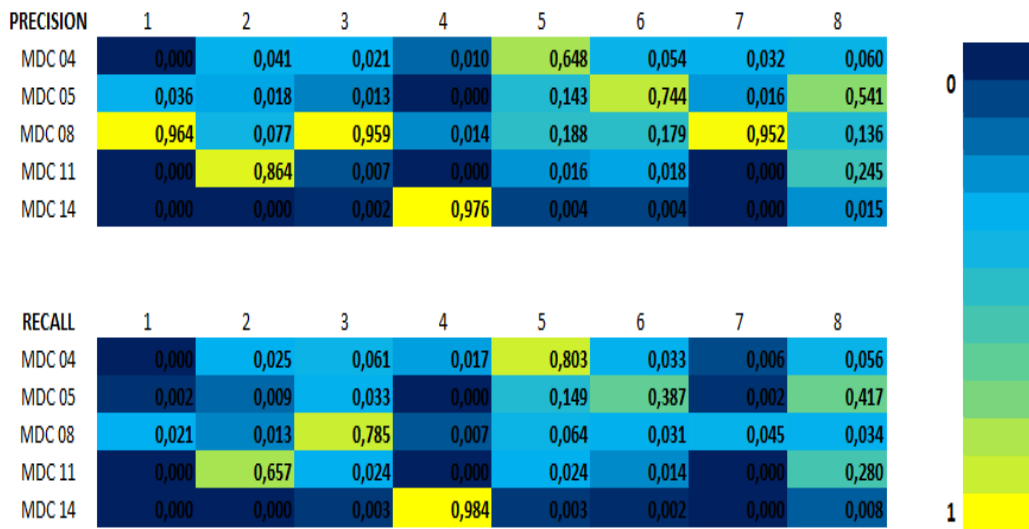 PRECISION 1 2 3 4 5 6 7 8
MDC 04 0,000 0,041 0,021 0,010 0,648 0,054 0,032 0,060
MDC 05 0,036 0,018 0,013 0,000 0,143 0,744 0,016 0,541
MDC 08 0,964 0,077 0,959 0,014 0,188 0,179 0,952 0,136
MDC 11 0,000 0,864 0,007 0,000 0,016 0,018 0,000 0,245
MDC 14 0,000 0,000 0,002 0,976 0,004 0,004 0,000 0,015
RECALL 1 2 3 4 5 6 7 8
MDC 04 0,000 0,025 0,061 0,017 0,803 0,033 0,006 0,056
MDC 05 0,002 0,009 0,033 0,000 0,149 0,387 0,002 0,417
MDC 08 0,021 0,013 0,785 0,007 0,064 0,031 0,045 0,034
MDC 11 0,000 0,657 0,024 0,000 0,024 0,014 0,000 0,280
MDC 14 0,000 0,000 0,003 0,984 0,003 0,002 0,000 0,008
0
1